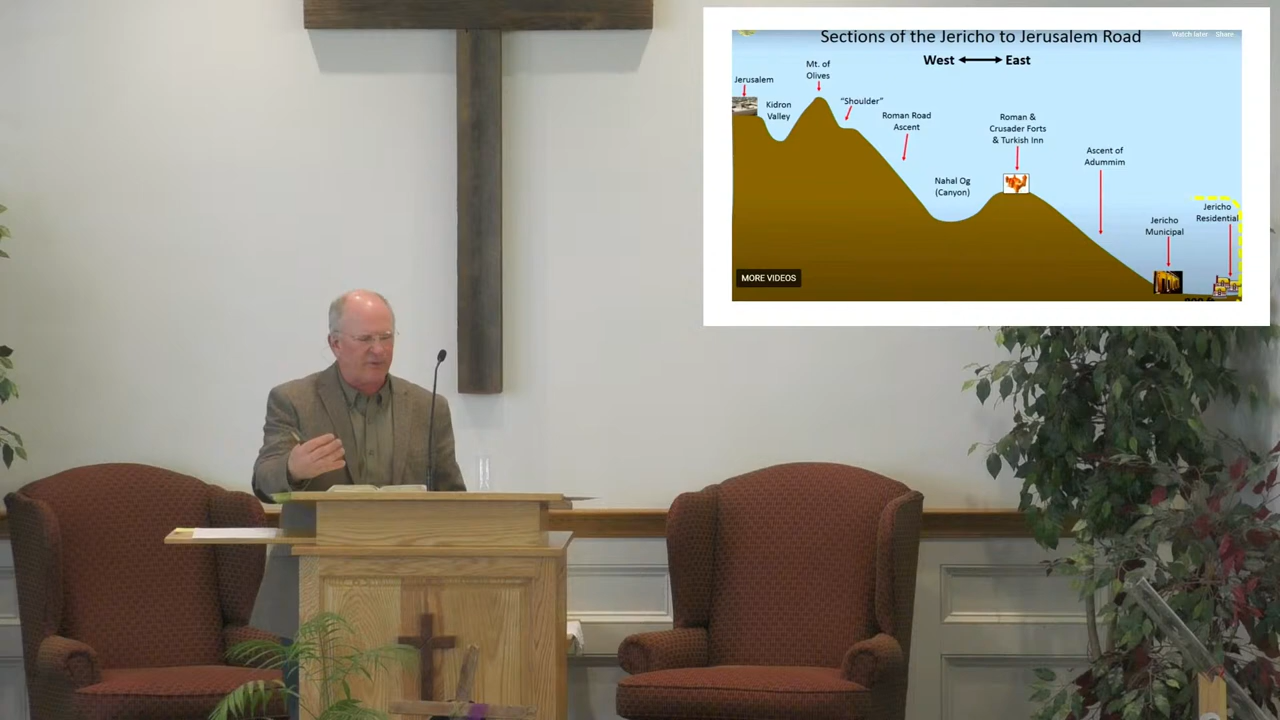 Sections of the Jericho to Jerusalem Road
Watch later Share
West East
Mt. of
Olives
Jerusalem
Kidron
Valley
"Shoulder"
Roman Road
Ascent
Roman &
Crusader Forts
& Turkish Inn
Ascent of
Adummim
Nahal Og
(Canyon)
Jericho
Municipal
Jericho
Residential
MORE VIDEOS